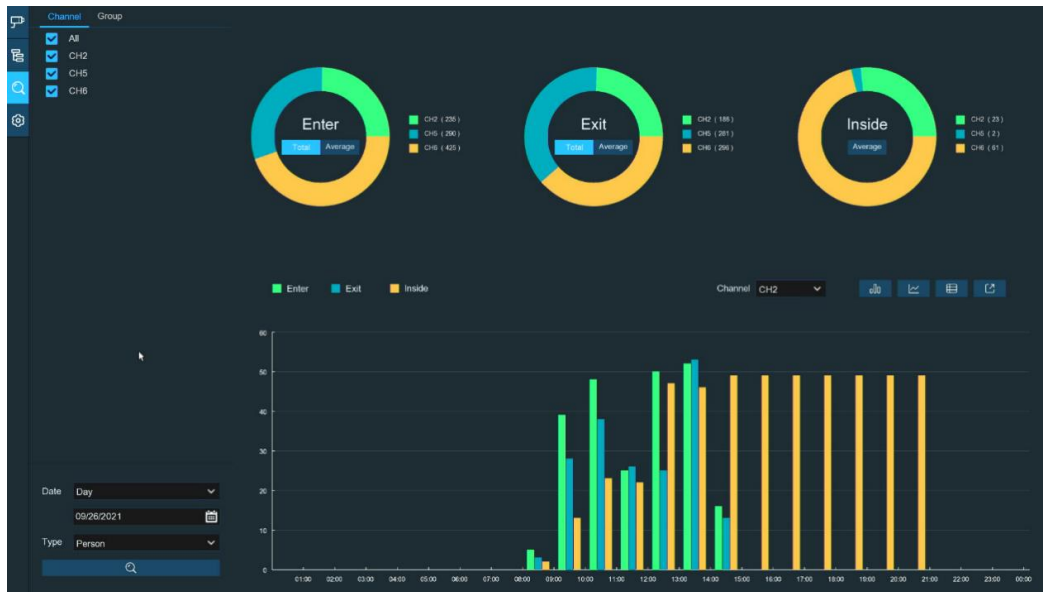 Channel Group
All
CH2
CH5
CH6
Enter
Total Average
CH2 ( 235 )
CH5 ( 290 )
CH6 ( 425 )
Exit
Total Average
CH2 ( 186 )
CH5 ( 281 )
CH6 ( 296 )
Inside
Average
CH2 ( 23 )
CH5 ( 2 )
CH6 ( 61 )
Enter Exit Inside
Channel CH2
60
50
40
30
20
10
0
01:00 02:00 03:00 04:00 05:00 06:00 07:00 08:00 09:00 10:00 11:00 12:00 13:00 14:00 15:00 16:00 17:00 18:00 19:00 20:00 21:00 22:00 23:00 00:00
Date Day
09/26/2021
Type Person